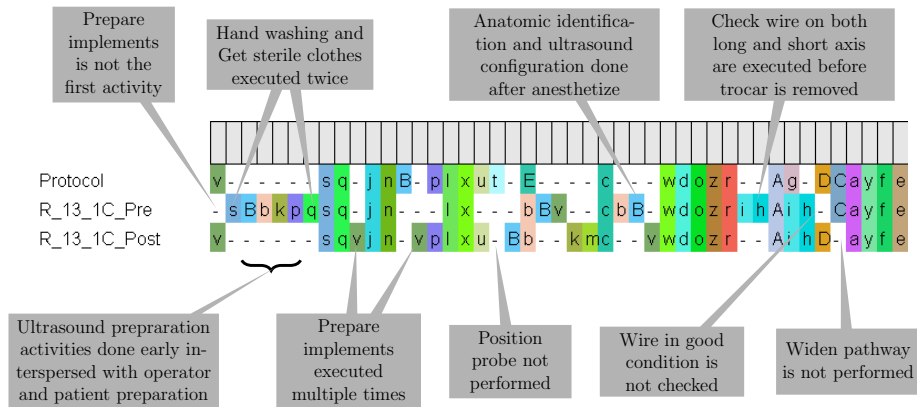 Prepare
implements
is not the
first activity
Hand washing and
Get sterile clothes
executed twice
Anatomic identifica-
tion and ultrasound
configuration done
after anesthetize
Check wire on both
long and short axis
are executed before
trocar is removed
Protocol v - - - - - - s q - j n B - p l x u t - E - - - - c - - - w d o z r - - A g - D C a y f e
R_13_1C_Pre - s B b k p q s q - j n - - - l x - - - b B v - - c b B - w d o z r i h A i h - C a y f e
R_13_1C_Post v - - - - - - s q v j n - v p l x u - B b - - k m c - - v w d o z r - - A i h D - a y f e
Ultrasound preprararation
activities done early in-
terspersed with operator
and patient preparation
Prepare
implements
executed
multiple times
Position
probe not
performed
Wire in good
condition is
not checked
Widen pathway
is not performed